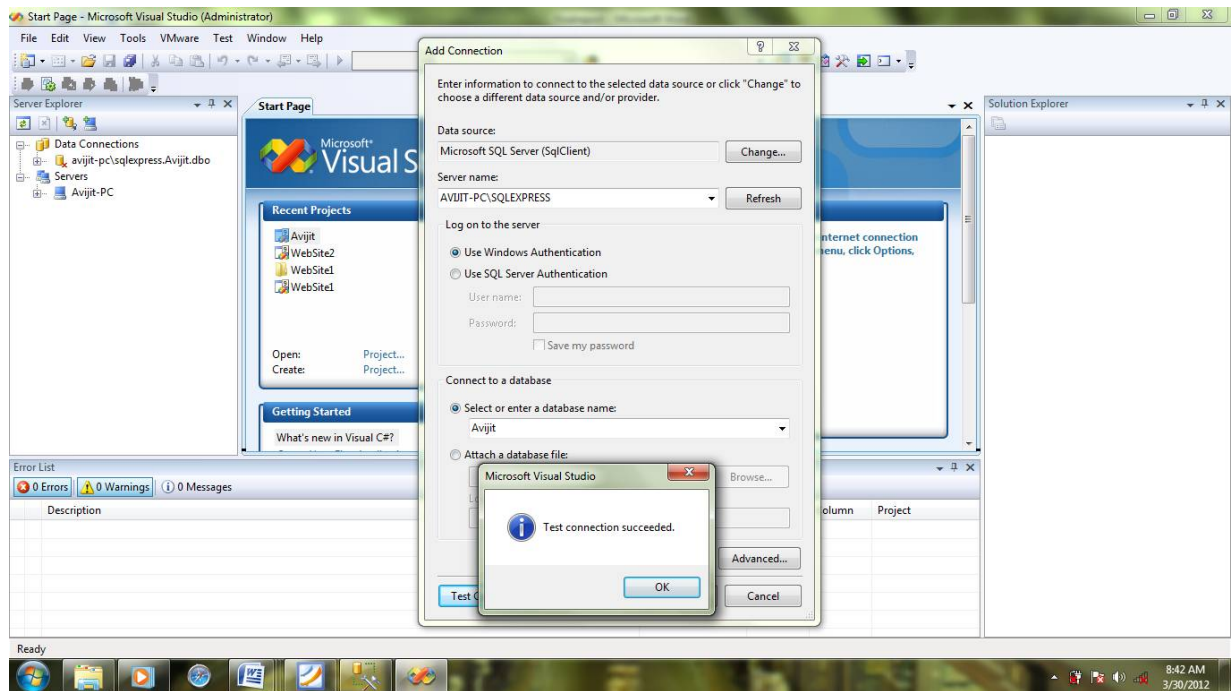 Start Page - Microsoft Visual Studio (Administrator)
File Edit View Tools VMware Test Window Help
Server Explorer
Data Connections
avijit-pc\sqlexpress.Avijit.dbo
Servers
Avijit-PC
Start Page
Microsoft
Visual S
Recent Projects
Avijit
WebSite2
WebSite1
WebSite1
Open: Project...
Create: Project...
Getting Started
What's new in Visual C#?
nternet connection
enu, click Options,
Solution Explorer
Add Connection
Enter information to connect to the selected data source or click "Change" to
choose a different data source and/or provider.
Data source:
Microsoft SQL Server (SqlClient)
Change...
Server name:
AVIJIT-PC\SQLEXPRESS
Refresh
Log on to the server
Use Windows Authentication
Use SQL Server Authentication
User name:
Password:
Save my password
Connect to a database
Select or enter a database name:
Avijit
Attach a database file:
Browse...
Advanced...
Test
Cancel
Microsoft Visual Studio
Test connection succeeded.
OK
Error List
0 Errors 0 Warnings 0 Messages
Description
olumn Project
Ready
8:42 AM
3/30/2012